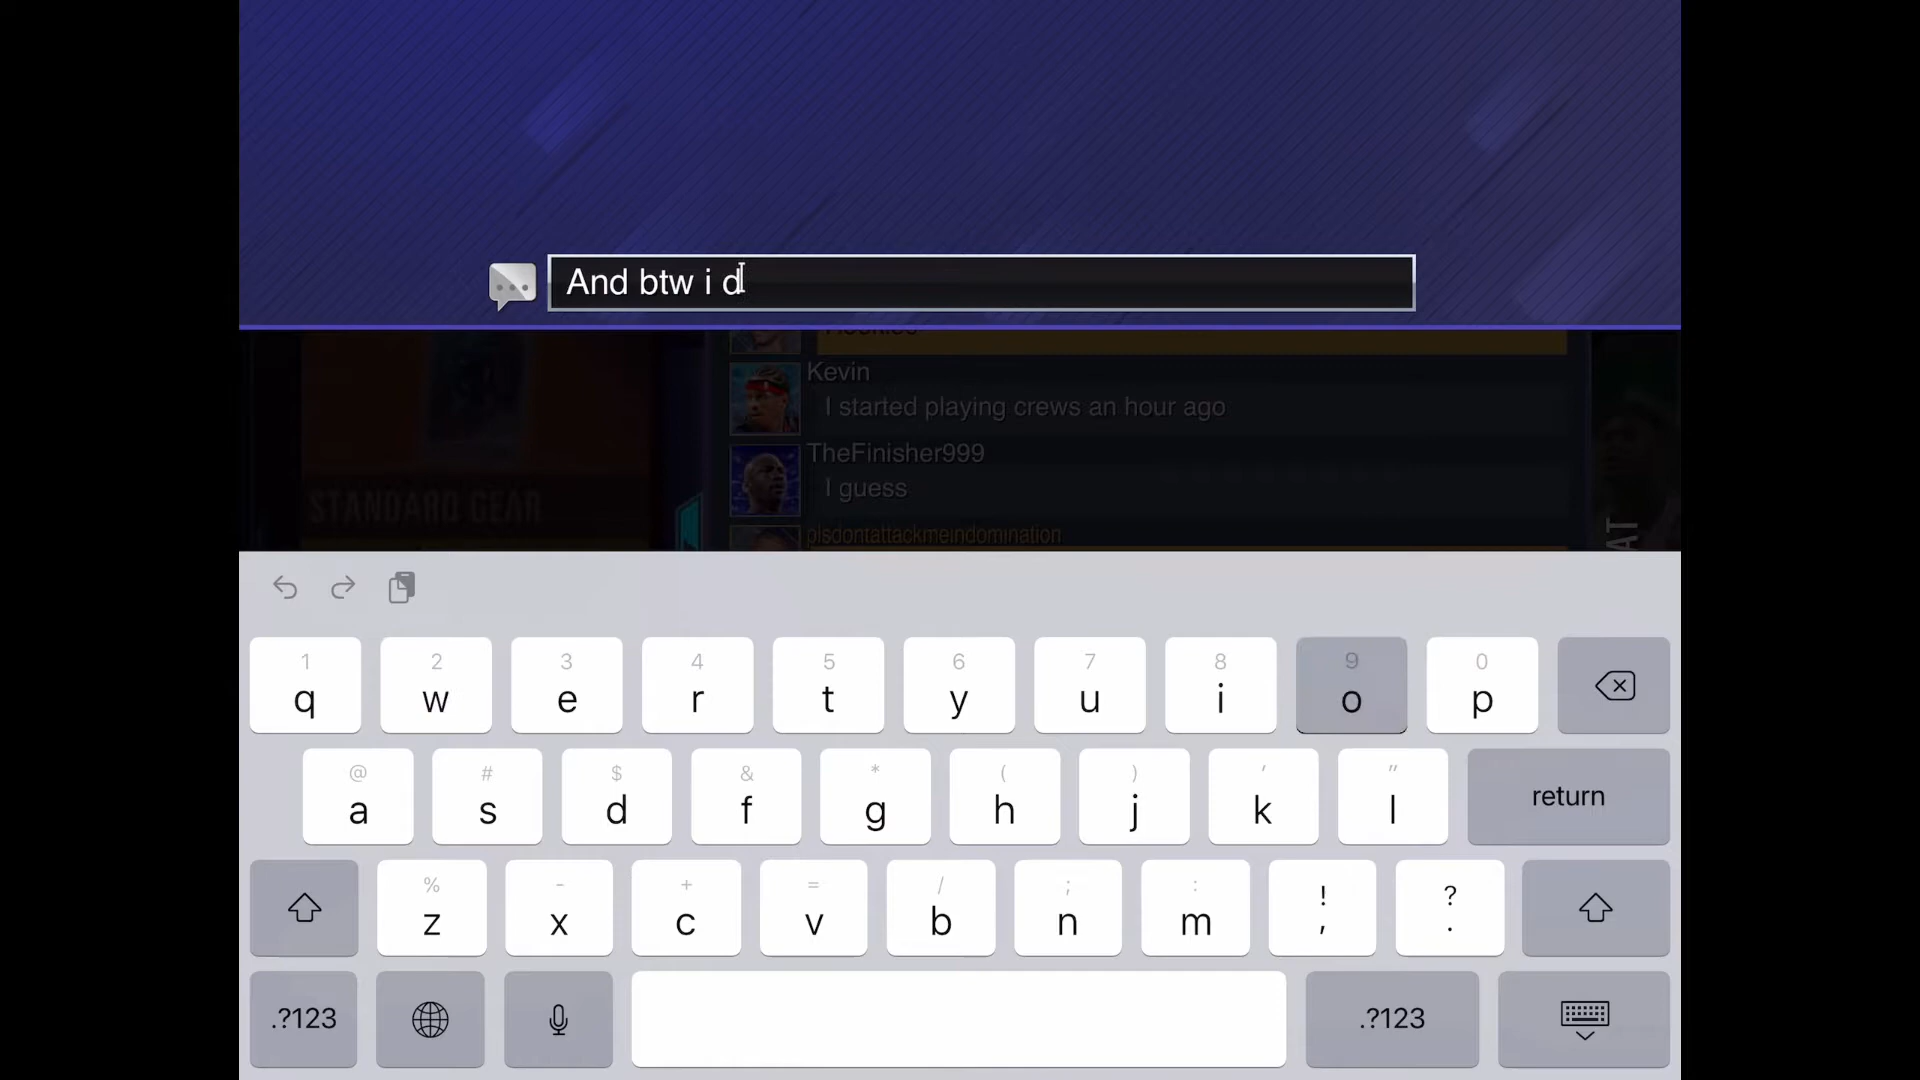 And btw i d
Kevin
I started playing crews an hour ago
TheFinisher999
I guess
STANDARD GEAR
plsdontattackmeindomination
1 2 3 4 5 6 7 8 9 0
q w e r t y u i o p
@ # $ & * ( ) ' "
a s d f g h j k l return
% - + = / ; : ! ?
z x c v b n m , .
.?123 .?123